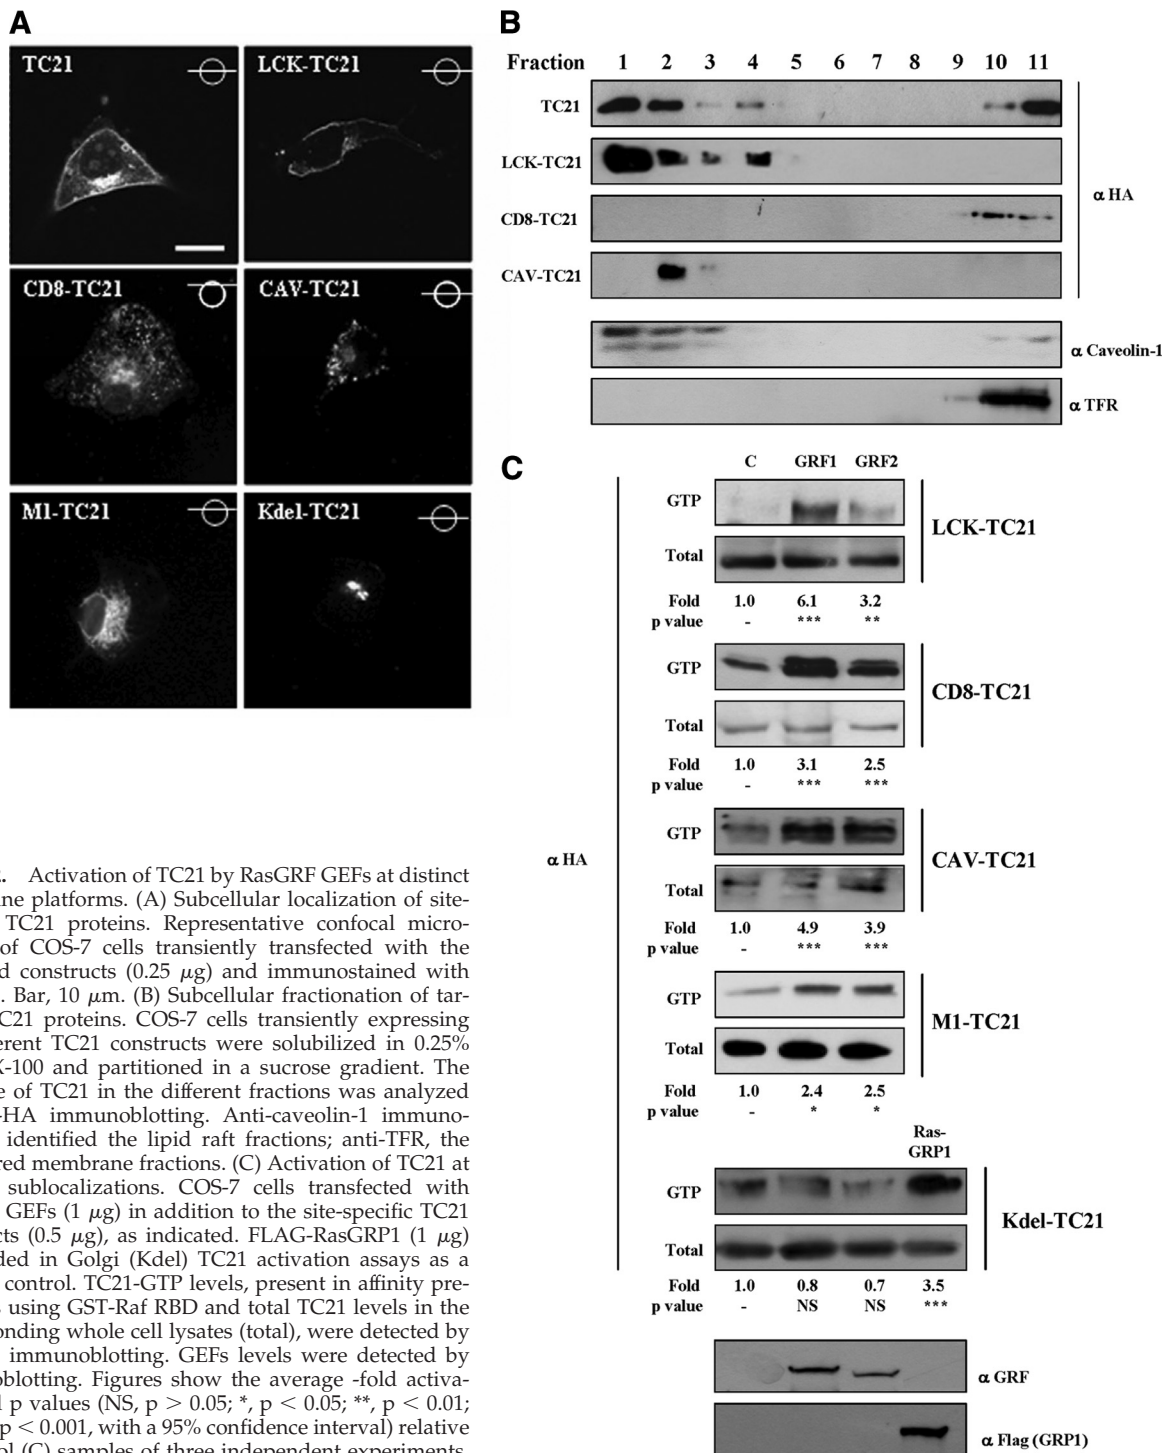 A
TC21
LCK-TC21
CD8-TC21
CAV-TC21
M1-TC21
Kdel-TC21
B
Fraction 1 2 3 4 5 6 7 8 9 10 11
TC21
LCK-TC21
CD8-TC21
CAV-TC21
α HA
α Caveolin-1
α TFR
C
C GRF1 GRF2
GTP
Total
LCK-TC21
Fold 1.0 6.1 3.2
p value - *** **
GTP
Total
CD8-TC21
Fold 1.0 3.1 2.5
p value - *** ***
GTP
Total
CAV-TC21
Fold 1.0 4.9 3.9
p value - *** ***
α HA
GTP
Total
M1-TC21
Fold 1.0 2.4 2.5
p value - * *
Ras-
GRP1
GTP
Total
Kdel-TC21
Fold 1.0 0.8 0.7 3.5
p value - NS NS ***
α GRF
α Flag (GRP1)
Activation of TC21 by RasGRF GEFs at distinct
ne platforms. (A) Subcellular localization of site-
TC21 proteins. Representative confocal micro-
of COS-7 cells transiently transfected with the
d constructs (0.25 μg) and immunostained with
. Bar, 10 μm. (B) Subcellular fractionation of tar-
C21 proteins. COS-7 cells transiently expressing
erent TC21 constructs were solubilized in 0.25%
X-100 and partitioned in a sucrose gradient. The
e of TC21 in the different fractions was analyzed
-HA immunoblotting. Anti-caveolin-1 immuno-
identified the lipid raft fractions; anti-TFR, the
red membrane fractions. (C) Activation of TC21 at
sublocalizations. COS-7 cells transfected with
GEFs (1 μg) in addition to the site-specific TC21
cts (0.5 μg), as indicated. FLAG-RasGRP1 (1 μg)
ded in Golgi (Kdel) TC21 activation assays as a
control. TC21-GTP levels, present in affinity pre-
s using GST-Raf RBD and total TC21 levels in the
onding whole cell lysates (total), were detected by
immunoblotting. GEFs levels were detected by
oblotting. Figures show the average -fold activa-
d p values (NS, p > 0.05; *, p < 0.05; **, p < 0.01;
p < 0.001, with a 95% confidence interval) relative
ol (C) samples of three independent experiments.